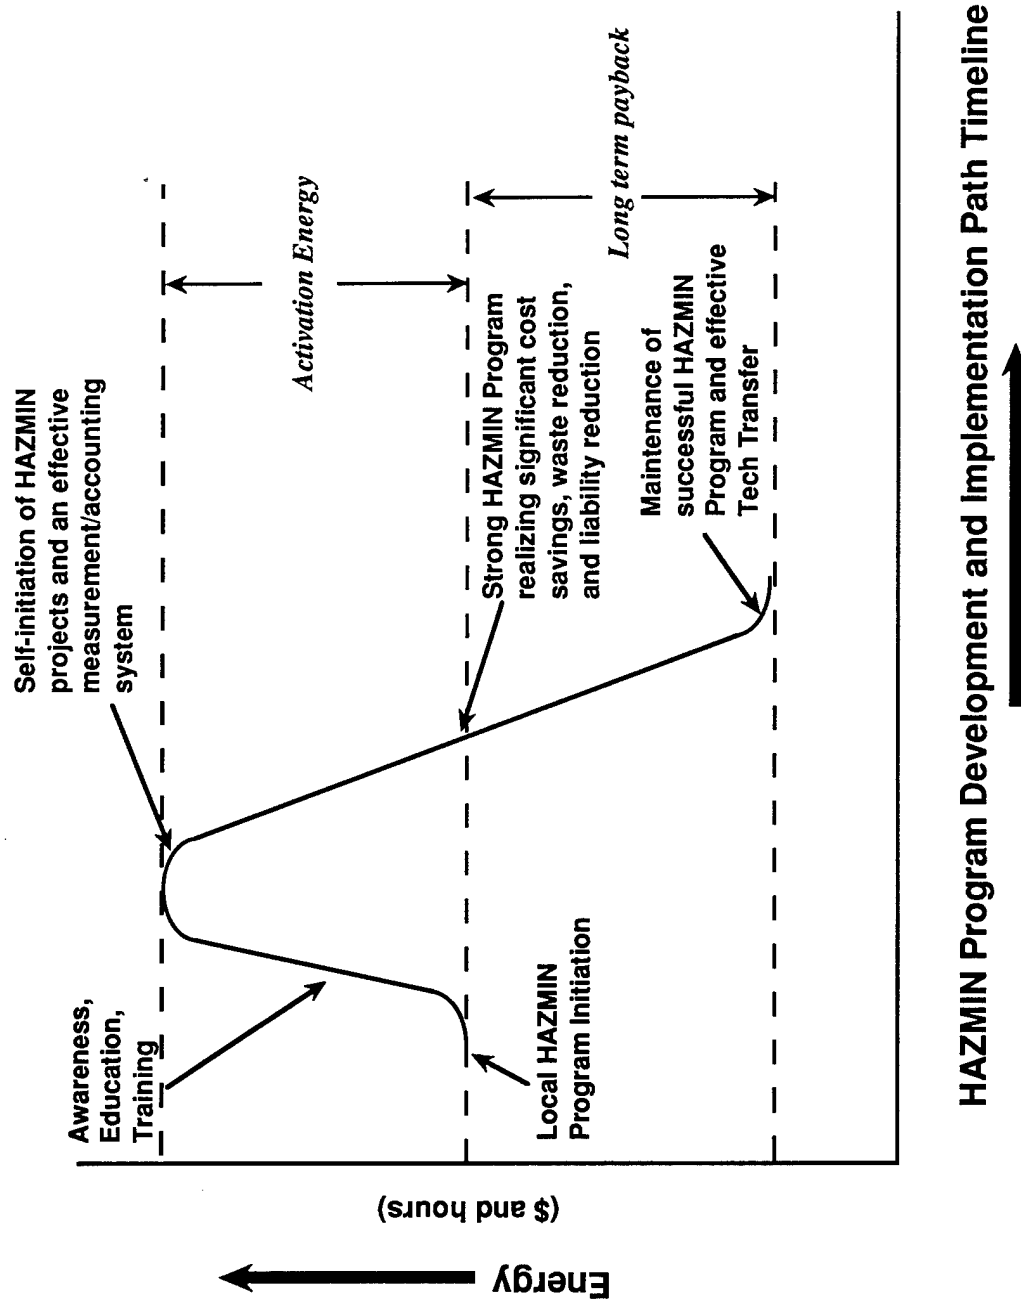 Self-initiation of HAZMIN
projects and an effective
measurement/accounting
system
Awareness,
Education,
Training
Activation Energy
Strong HAZMIN Program
realizing significant cost
savings, waste reduction,
and liability reduction
Long term payback
Local HAZMIN
Program Initiation
Maintenance of
successful HAZMIN
Program and effective
Tech Transfer
Energy
($ and hours)
HAZMIN Program Development and Implementation Path Timeline